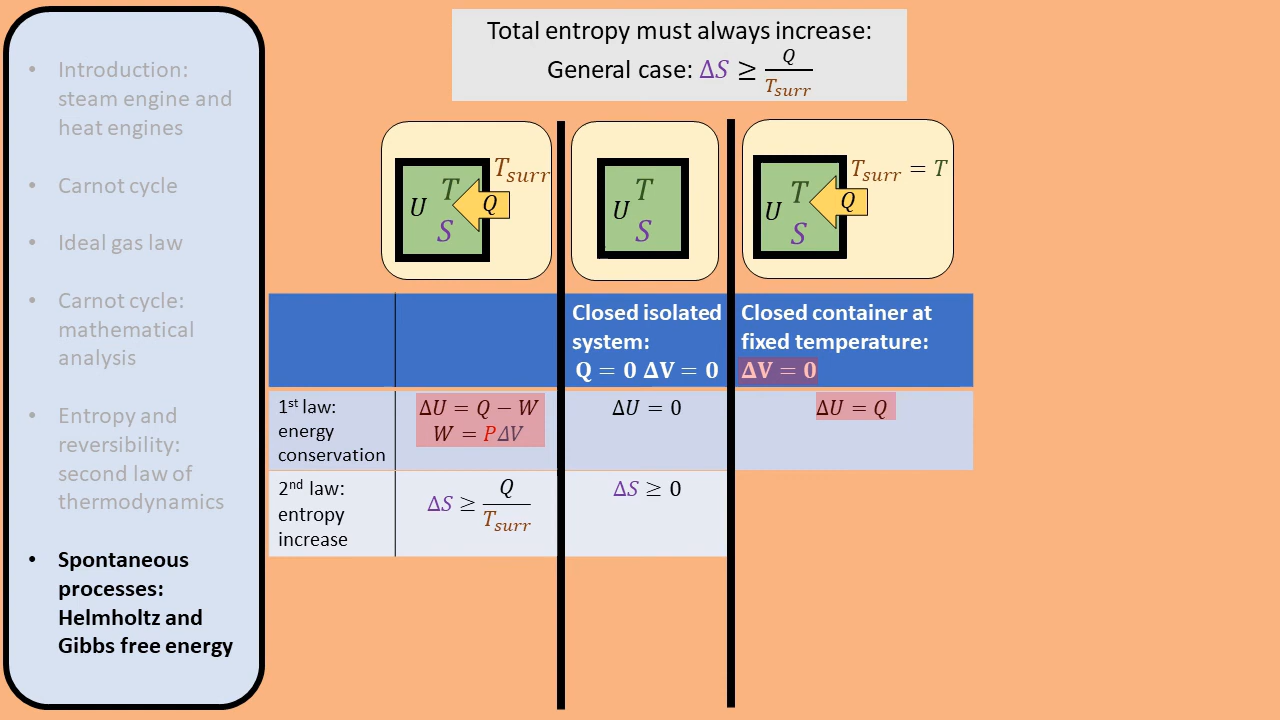 • Introduction:
steam engine and
heat engines
• Carnot cycle
• Ideal gas law
• Carnot cycle:
mathematical
analysis
• Entropy and
reversibility:
second law of
thermodynamics
• Spontaneous
processes:
Helmholtz and
Gibbs free energy
Total entropy must always increase:
General case: ΔS ≥ Q/T_surr
T_surr
U T Q
S
U T
S
T_surr = T
U T Q
S
Closed isolated
system:
Q = 0 ΔV = 0
Closed container at
fixed temperature:
ΔV = 0
1st law:
energy
conservation
ΔU = Q − W
W = PΔV
ΔU = 0
ΔU = Q
2nd law:
entropy
increase
ΔS ≥ Q/T_surr
ΔS ≥ 0